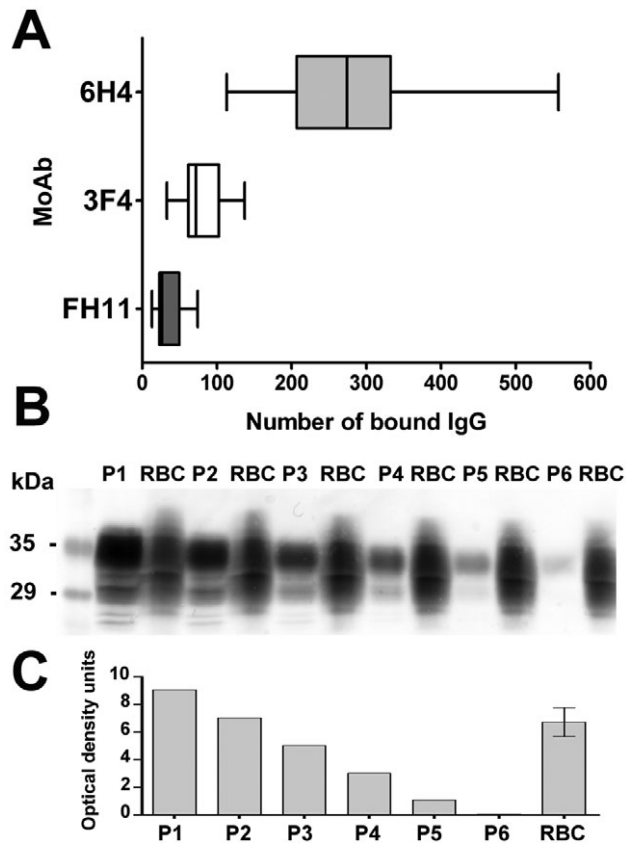 A
MoAb
6H4
3F4
FH11
0 100 200 300 400 500 600
Number of bound IgG
B
kDa P1 RBC P2 RBC P3 RBC P4 RBC P5 RBC P6 RBC
35 -
29 -
C
Optical density units
10
8
6
4
2
0
P1 P2 P3 P4 P5 P6 RBC